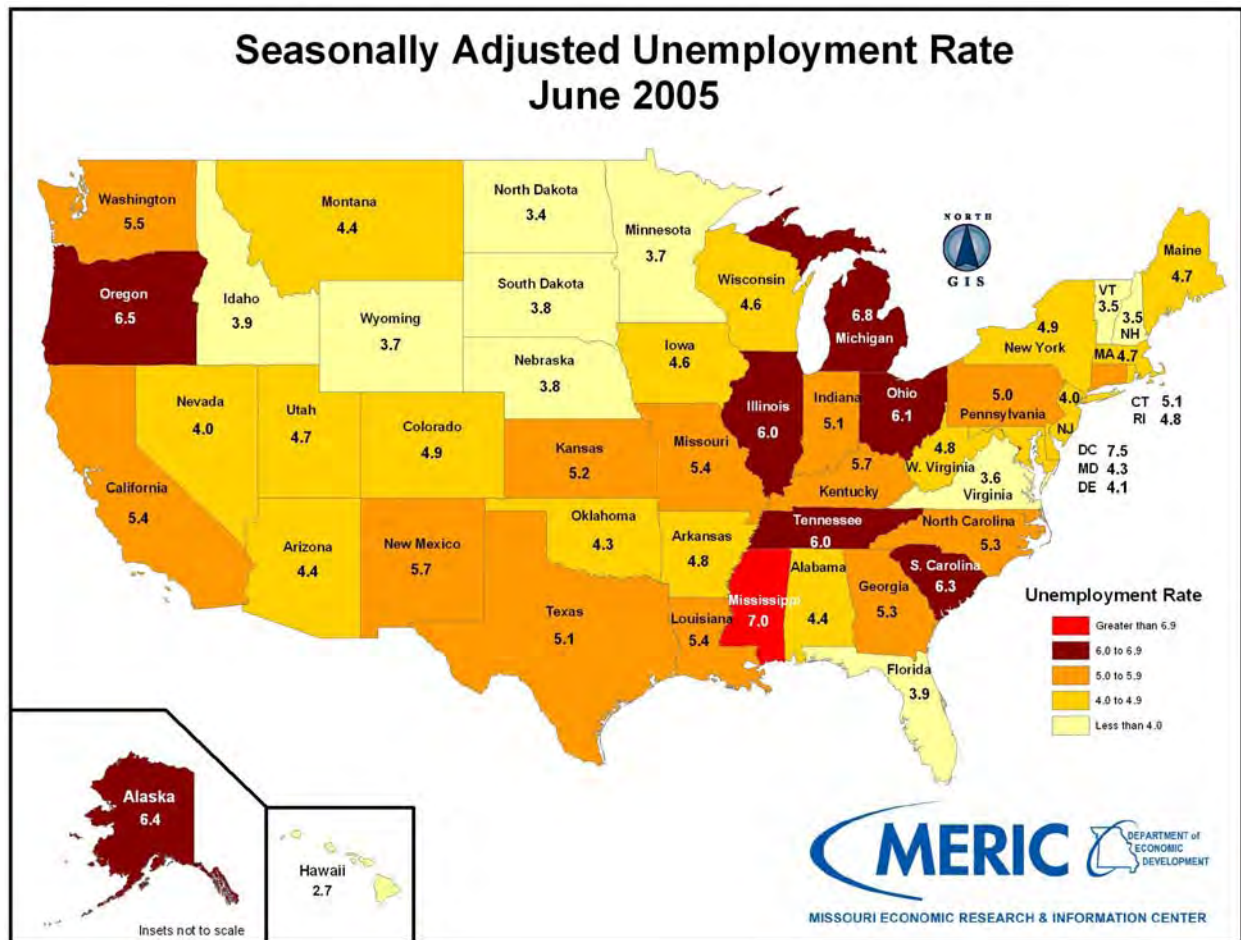 Seasonally Adjusted Unemployment Rate
June 2005
Washington
5.5
Montana
4.4
North Dakota
3.4
Minnesota
3.7
NORTH
GIS
Maine
4.7
Oregon
6.5
Idaho
3.9
Wyoming
3.7
South Dakota
3.8
Wisconsin
4.6
6.8
Michigan
VT
3.5
3.5
NH
4.9
New York
MA 4.7
Nebraska
3.8
Iowa
4.6
Nevada
4.0
Utah
4.7
Colorado
4.9
Illinois
6.0
Indiana
5.1
Ohio
6.1
5.0
Pennsylvania
4.0
NJ
CT 5.1
RI 4.8
DC 7.5
MD 4.3
DE 4.1
California
5.4
Kansas
5.2
Missouri
5.4
5.7
Kentucky
4.8
W. Virginia
3.6
Virginia
Arizona
4.4
New Mexico
5.7
Oklahoma
4.3
Arkansas
4.8
Tennessee
6.0
North Carolina
5.3
S. Carolina
6.3
Texas
5.1
Louisiana
5.4
Mississippi
7.0
Alabama
4.4
Georgia
5.3
Florida
3.9
Unemployment Rate
Greater than 6.9
6.0 to 6.9
5.0 to 5.9
4.0 to 4.9
Less than 4.0
Alaska
6.4
Hawaii
2.7
Insets not to scale
MERIC
DEPARTMENT of
ECONOMIC
DEVELOPMENT
MISSOURI ECONOMIC RESEARCH & INFORMATION CENTER